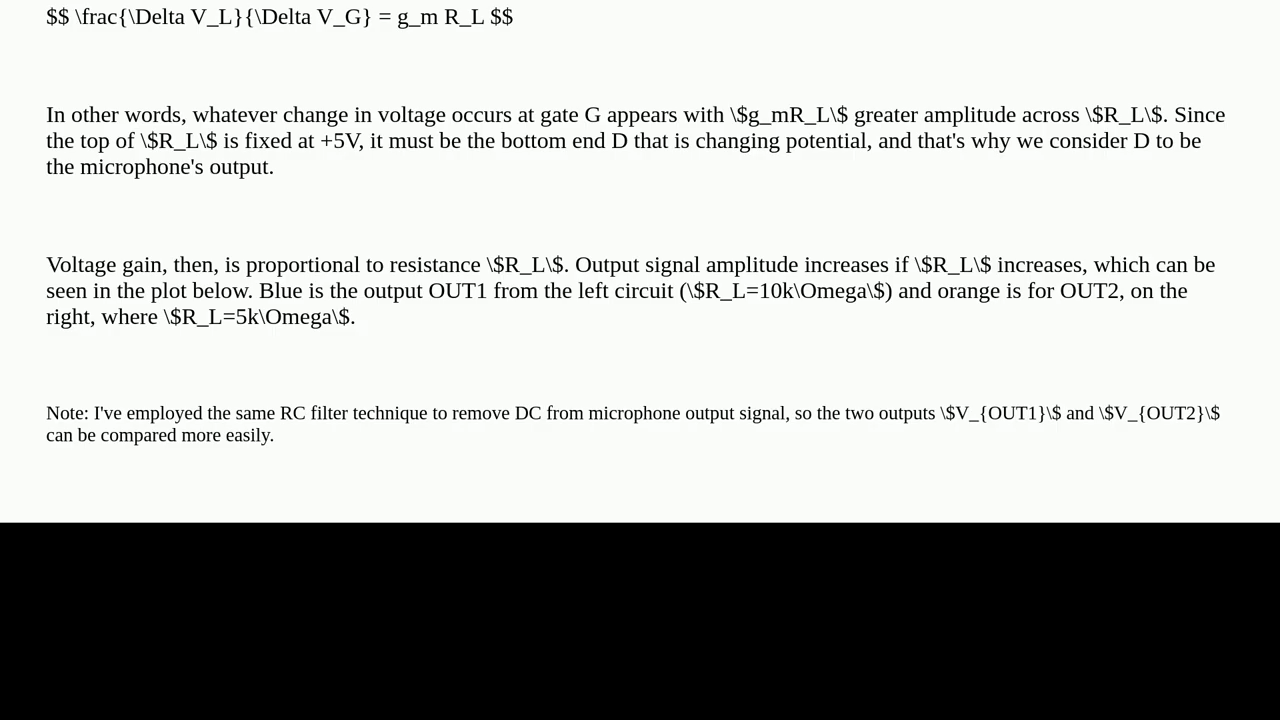 $$ \frac{\Delta V_L}{\Delta V_G} = g_m R_L $$
In other words, whatever change in voltage occurs at gate G appears with \$g_mR_L\$ greater amplitude across \$R_L\$. Since
the top of \$R_L\$ is fixed at +5V, it must be the bottom end D that is changing potential, and that's why we consider D to be
the microphone's output.
Voltage gain, then, is proportional to resistance \$R_L\$. Output signal amplitude increases if \$R_L\$ increases, which can be
seen in the plot below. Blue is the output OUT1 from the left circuit (\$R_L=10k\Omega\$) and orange is for OUT2, on the
right, where \$R_L=5k\Omega\$.
Note: I've employed the same RC filter technique to remove DC from microphone output signal, so the two outputs \$V_{OUT1}\$ and \$V_{OUT2}\$
can be compared more easily.